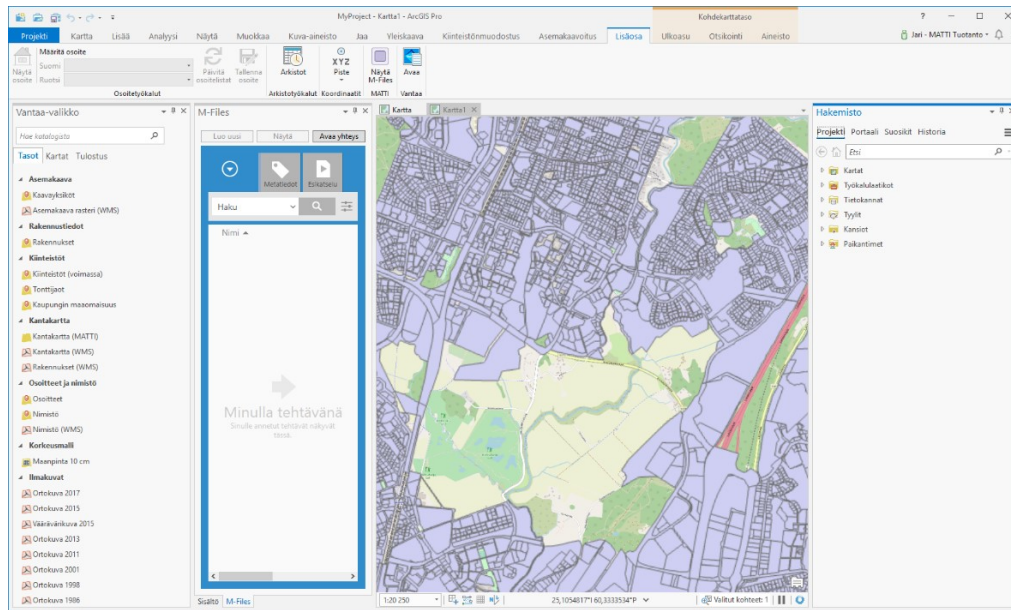 MyProject - Kartta1 - ArcGIS Pro
Kohdekarttataso
Projekti Kartta Lisää Analyysi Näytä Muokkaa Kuva-aineisto Jaa Yleiskaava Kiinteistönmuodostus Asemakaavoitus Lisäosa Ulkoasu Otsikointi Aineisto
Jari - MATTI Tuotanto
Näytä osoite
Määritä osoite
Suomi
Ruotsi
Päivitä osoitelistat
Tallenna osoite
Arkistot
XYZ
Piste
Näytä M-Files
Avaa
Osoitetyökalut Arkistotyökalut Koordinaatit MATTI Vantaa
Vantaa-valikko
Hae katalogista
Tasot Kartat Tulostus
Asemakaava
Kaavayksiköt
Asemakaava rasteri (WMS)
Rakennustiedot
Rakennukset
Kiinteistöt
Kiinteistöt (voimassa)
Tonttijaot
Kaupungin maaomaisuus
Kantakartta
Kantakartta (MATTI)
Kantakartta (WMS)
Rakennukset (WMS)
Osoitteet ja nimistö
Osoitteet
Nimistö
Nimistö (WMS)
Korkeusmalli
Maanpinta 10 cm
Ilmakuvat
Ortokuva 2017
Ortokuva 2015
Väärävärikuva 2015
Ortokuva 2013
Ortokuva 2011
Ortokuva 2001
Ortokuva 1998
Ortokuva 1986
M-Files
Luo uusi Näytä Avaa yhteys
Metatiedot Esikatselu
Haku
Nimi
Minulla tehtävänä
Sinulle annetut tehtävät näkyvät
tässä.
Sisältö M-Files
Kartta Kartta1
1:20 250
25,1054817°I 60,3333534°P
Valitut kohteet: 1
Hakemisto
Projekti Portaali Suosikit Historia
Etsi
Kartat
Työkalulaatikot
Tietokannat
Tyylit
Kansiot
Paikantimet